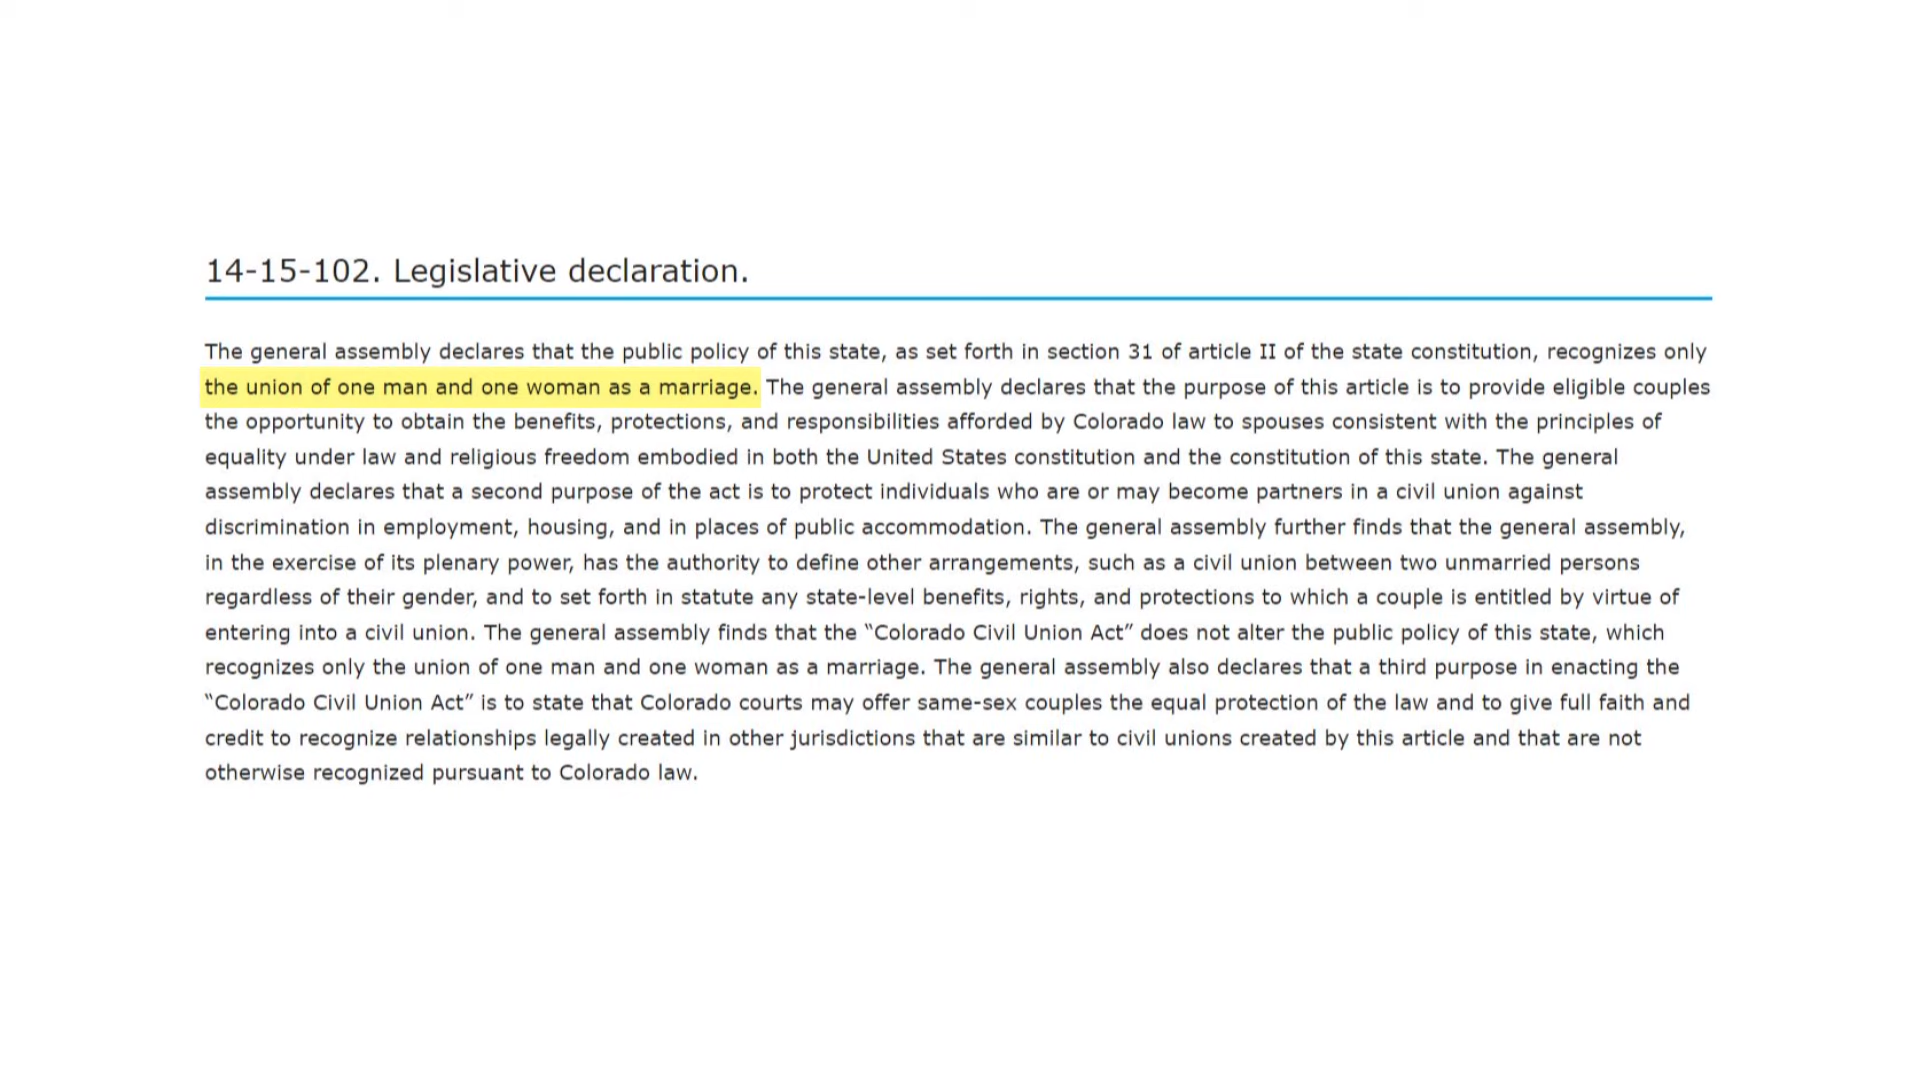 14-15-102. Legislative declaration.
The general assembly declares that the public policy of this state, as set forth in section 31 of article II of the state constitution, recognizes only
the union of one man and one woman as a marriage. The general assembly declares that the purpose of this article is to provide eligible couples
the opportunity to obtain the benefits, protections, and responsibilities afforded by Colorado law to spouses consistent with the principles of
equality under law and religious freedom embodied in both the United States constitution and the constitution of this state. The general
assembly declares that a second purpose of the act is to protect individuals who are or may become partners in a civil union against
discrimination in employment, housing, and in places of public accommodation. The general assembly further finds that the general assembly,
in the exercise of its plenary power, has the authority to define other arrangements, such as a civil union between two unmarried persons
regardless of their gender, and to set forth in statute any state-level benefits, rights, and protections to which a couple is entitled by virtue of
entering into a civil union. The general assembly finds that the “Colorado Civil Union Act” does not alter the public policy of this state, which
recognizes only the union of one man and one woman as a marriage. The general assembly also declares that a third purpose in enacting the
“Colorado Civil Union Act” is to state that Colorado courts may offer same-sex couples the equal protection of the law and to give full faith and
credit to recognize relationships legally created in other jurisdictions that are similar to civil unions created by this article and that are not
otherwise recognized pursuant to Colorado law.